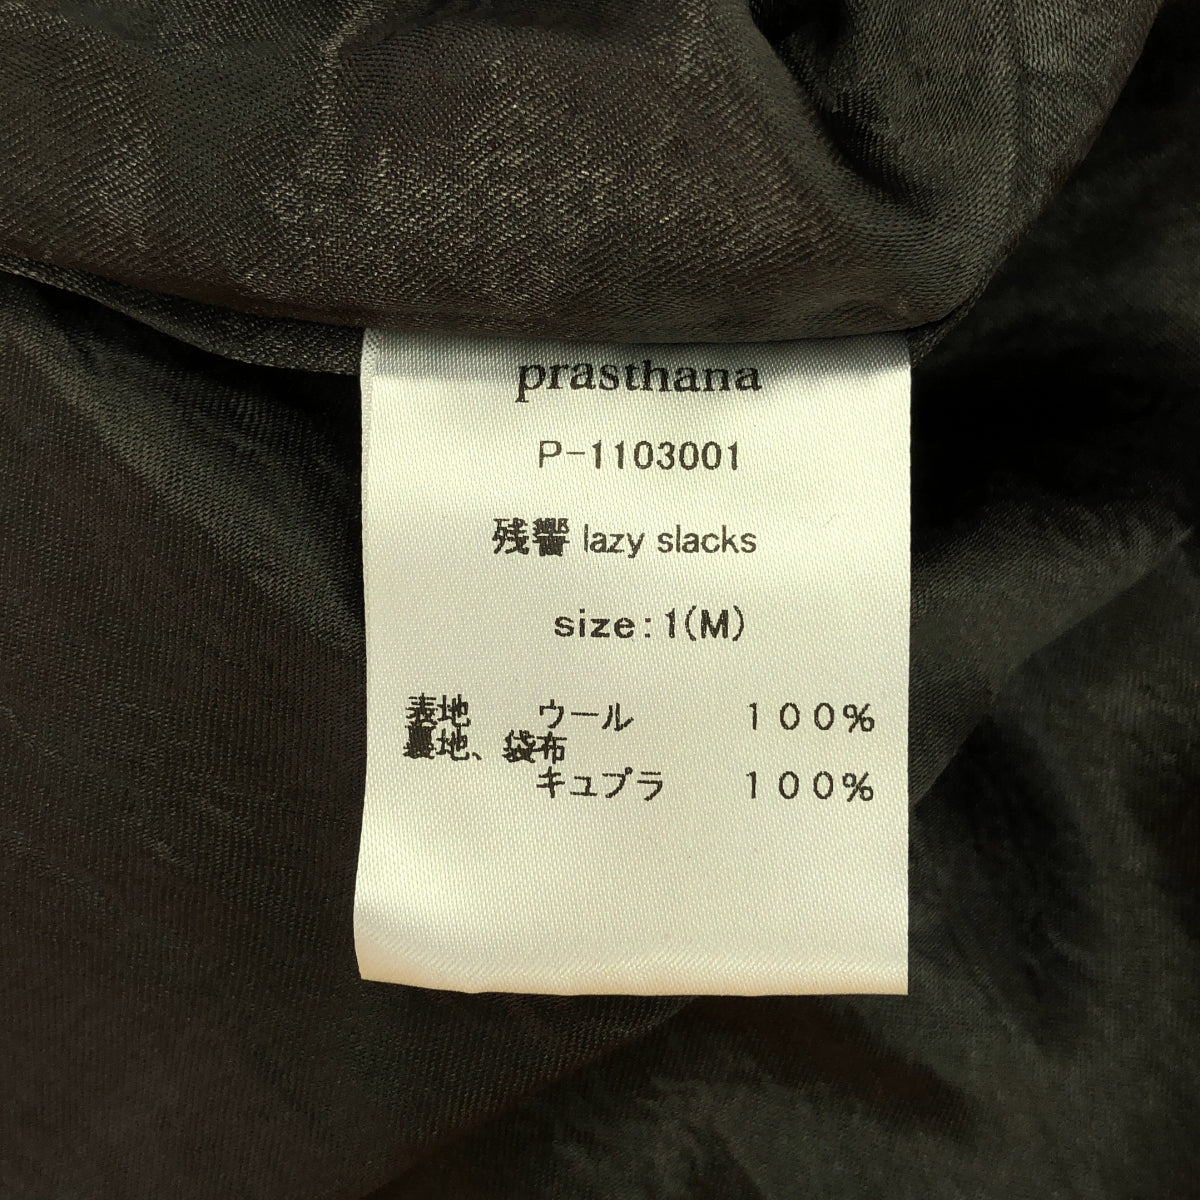 prasthana
P-1103001
残響 lazy slacks
size:1(M)
表地 ウール 100%
裏地、袋布
キュプラ 100%